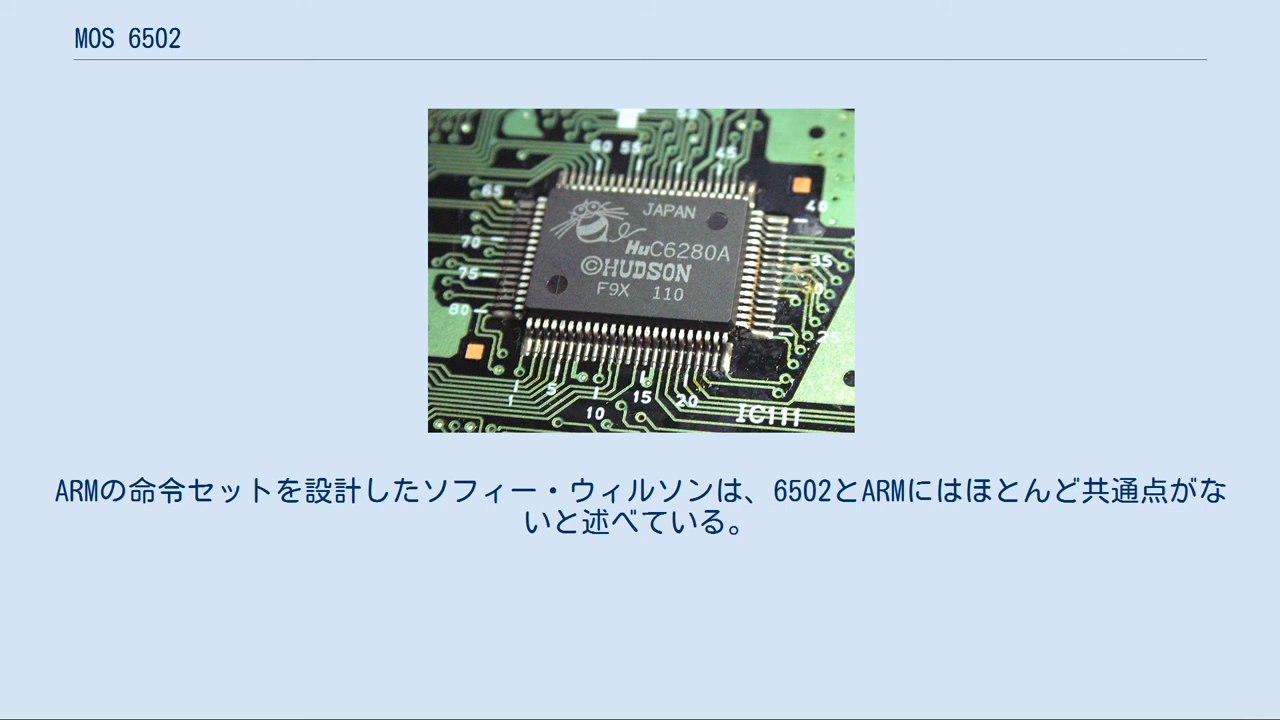 MOS 6502
50
60 55
45
65
40
JAPAN
70
HuC6280A
35
75
©HUDSON
30
F9X 110
80
25
5
15
1
20
10
IC111
ARMの命令セットを設計したソフィー・ウィルソンは、6502とARMにはほとんど共通点がな
いと述べている。